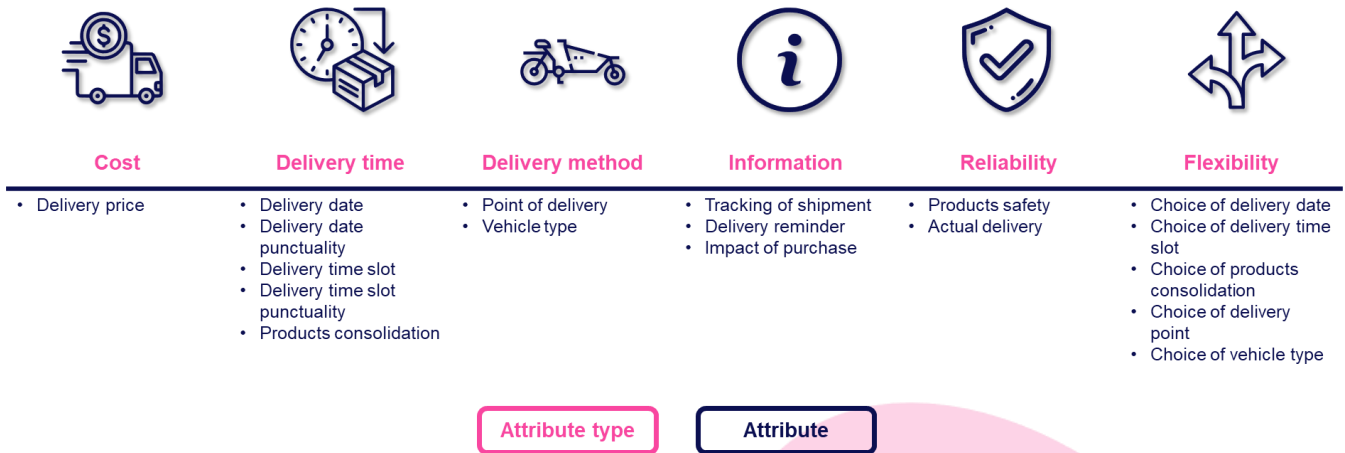 Cost
Delivery time
Delivery method
Information
Reliability
Flexibility
• Delivery price
• Delivery date
• Delivery date
punctuality
• Delivery time slot
• Delivery time slot
punctuality
• Products consolidation
• Point of delivery
• Vehicle type
• Tracking of shipment
• Delivery reminder
• Impact of purchase
• Products safety
• Actual delivery
• Choice of delivery date
• Choice of delivery time
slot
• Choice of products
consolidation
• Choice of delivery
point
• Choice of vehicle type
Attribute type
Attribute